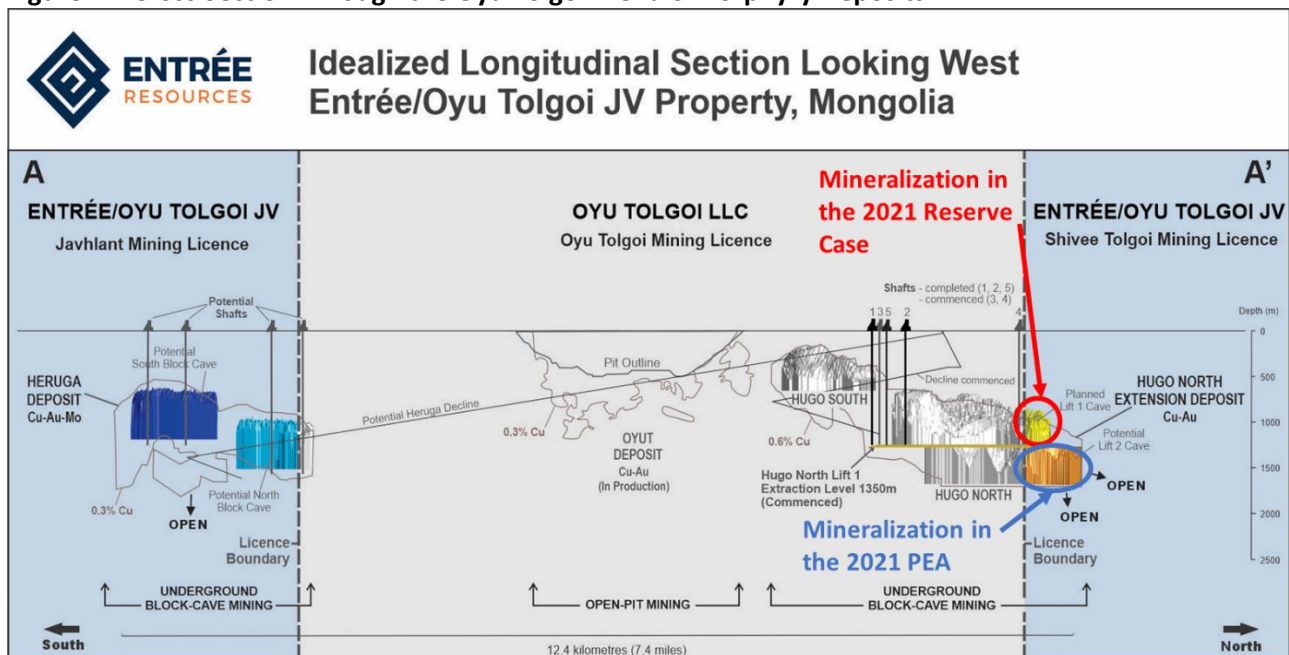 ENTRÉE
RESOURCES
Idealized Longitudinal Section Looking West
Entrée/Oyu Tolgoi JV Property, Mongolia
A
A'
ENTRÉE/OYU TOLGOI JV
Javhlant Mining Licence
OYU TOLGOI LLC
Oyu Tolgoi Mining Licence
Mineralization in
the 2021 Reserve
Case
ENTRÉE/OYU TOLGOI JV
Shivee Tolgoi Mining Licence
Potential
Shafts
Shafts - completed (1, 2, 5)
- commenced (3, 4)
1 3 5 2 4
Depth (m)
0
500
1000
1500
2000
2500
Potential
South Block Cave
HERUGA
DEPOSIT
Cu-Au-Mo
Pit Outline
Potential Heruga Decline
Decline commenced
HUGO SOUTH
Planned
Lift 1 Cave
HUGO NORTH
EXTENSION DEPOSIT
Cu-Au
Potential
Lift 2 Cave
0.3% Cu
OYUT
DEPOSIT
Cu-Au
(In Production)
0.6% Cu
Hugo North Lift 1
Extraction Level 1350m
(Commenced)
HUGO NORTH
OPEN
OPEN
0.3% Cu
Potential North
Block Cave
OPEN
Mineralization in
the 2021 PEA
Licence
Boundary
Licence
Boundary
UNDERGROUND
BLOCK-CAVE MINING
OPEN-PIT MINING
UNDERGROUND
BLOCK-CAVE MINING
South
12.4 kilometres (7.4 miles)
North